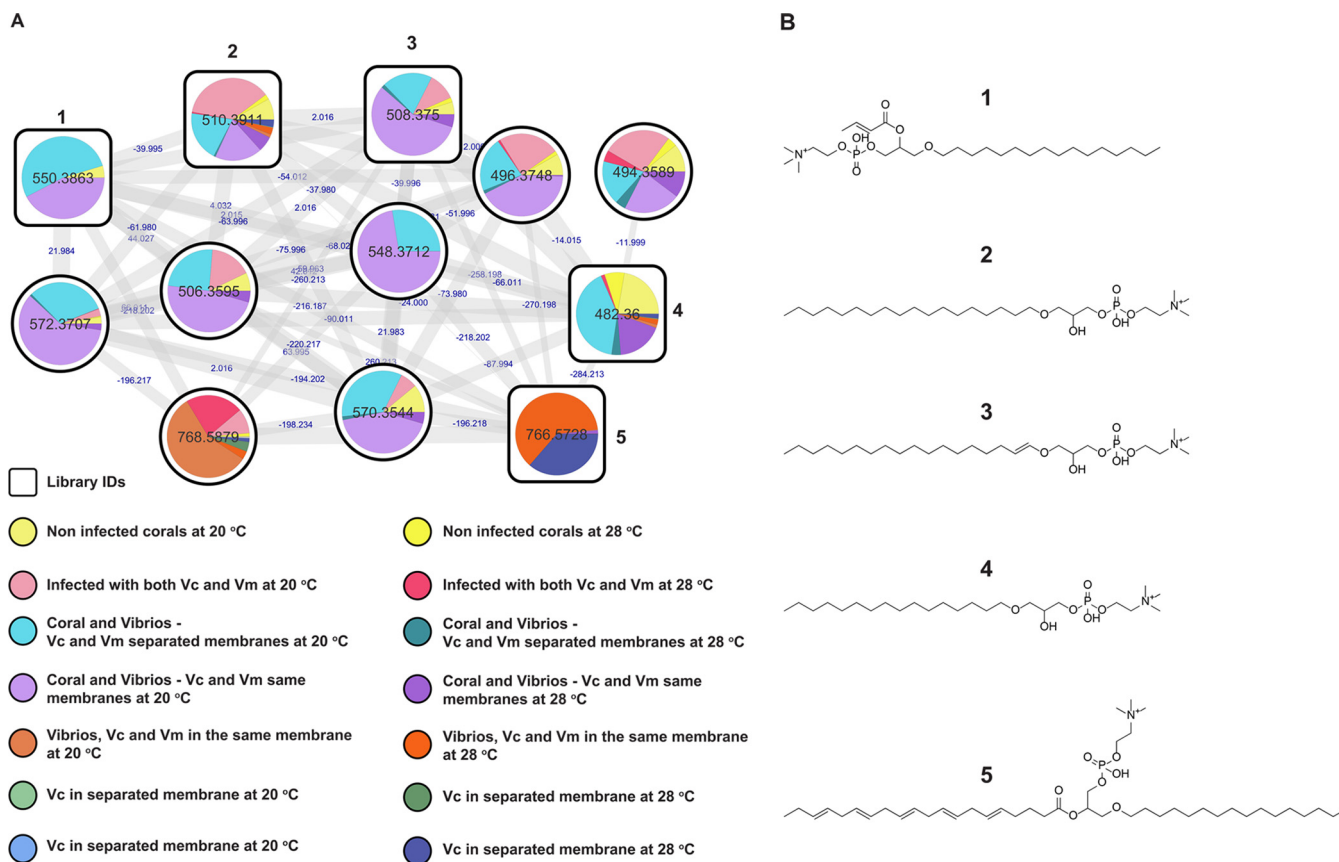 A
B
1
2
3
550.3863
510.3911
508.375
496.3748
494.3589
-39.995
2.016
-54.012
-37.980
-39.996
-51.996
4.032
2.015
-63.996
2.016
-61.980
44.027
-75.996
21.984
-14.015
-11.999
548.3712
506.3595
572.3707
-260.213
-258.198
-66.011
-73.980
-24.000
-270.198
-218.202
-216.187
-90.011
21.983
-218.202
482.36
4
-220.217
63.995
-87.994
-284.213
-196.217
2.016
-194.202
260.213
570.3544
768.5879
-198.234
-196.218
766.5728
5
Library IDs
Non infected corals at 20 °C
Non infected corals at 28 °C
Infected with both Vc and Vm at 20 °C
Infected with both Vc and Vm at 28 °C
Coral and Vibrios -
Vc and Vm separated membranes at 20 °C
Coral and Vibrios -
Vc and Vm separated membranes at 28 °C
Coral and Vibrios - Vc and Vm same
membranes at 20 °C
Coral and Vibrios - Vc and Vm same
membranes at 28 °C
Vibrios, Vc and Vm in the same membrane
at 20 °C
Vibrios, Vc and Vm in the same membrane
at 28 °C
Vc in separated membrane at 20 °C
Vc in separated membrane at 28 °C
Vc in separated membrane at 20 °C
Vc in separated membrane at 28 °C
1
O
OH
O
N+
O
P
O
O
O
2
O
O
O
P
O
N+
OH
OH
3
O
O
O
P
O
N+
OH
OH
4
O
O
O
P
O
N+
OH
OH
5
N+
O
O
P
OH
O
O
O
O